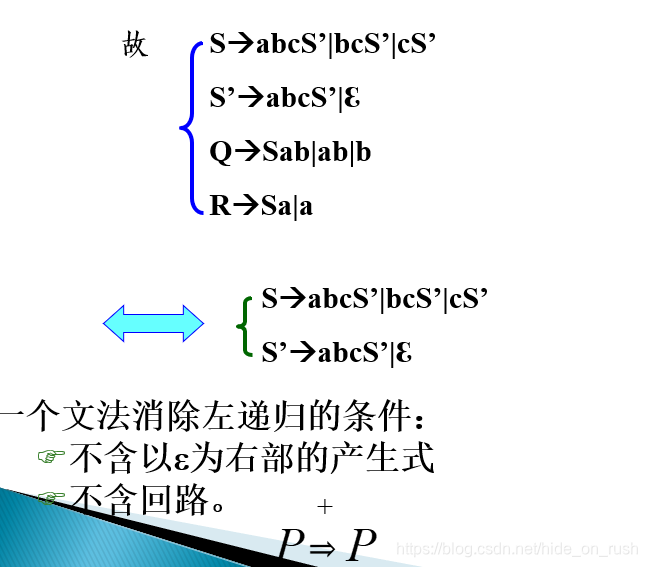 故 S→abcS’|bcS’|cS’
S’→abcS’|Ɛ
Q→Sab|ab|b
R→Sa|a
S→abcS’|bcS’|cS’
S’→abcS’|Ɛ
一个文法消除左递归的条件：
☞不含以ε为右部的产生式
☞不含回路。
+
P⇒P
https://blog.csdn.net/hide_on_rush